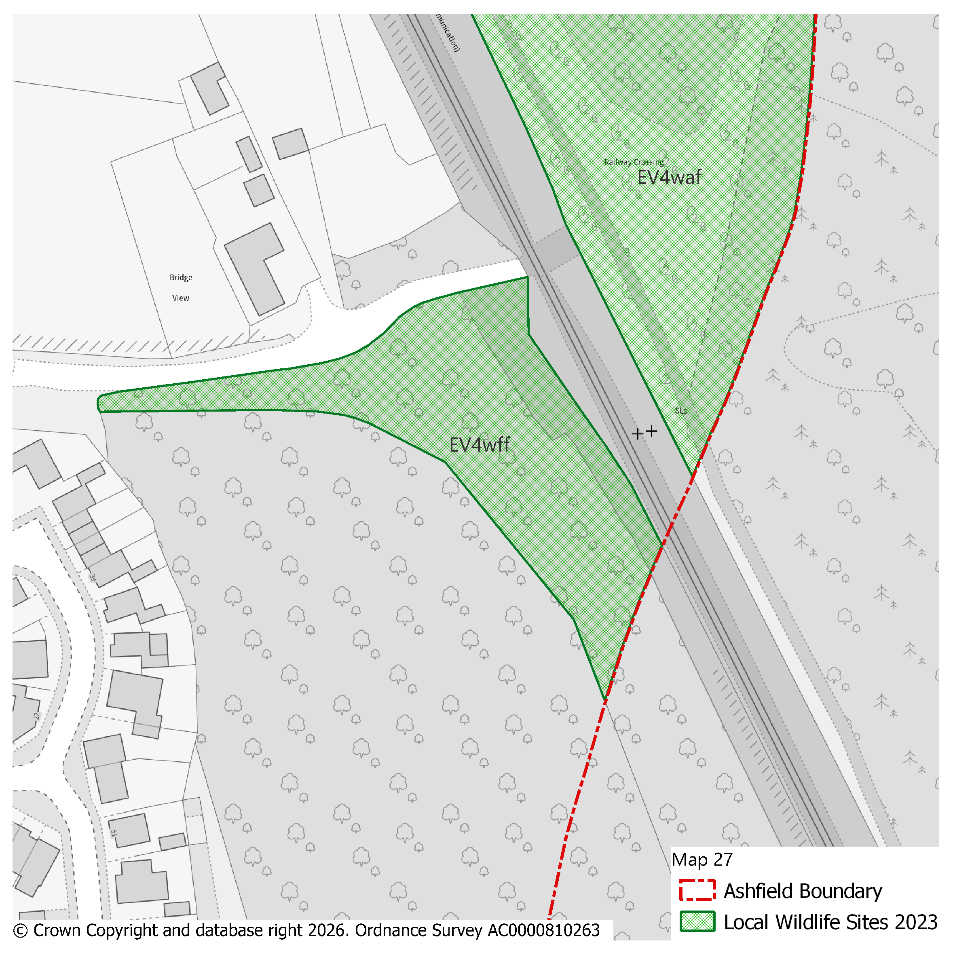 Railway Crossing
EV4waf
Bridge
View
SLs
EV4wff
Map 27
Ashfield Boundary
Local Wildlife Sites 2023
© Crown Copyright and database right 2026. Ordnance Survey AC0000810263